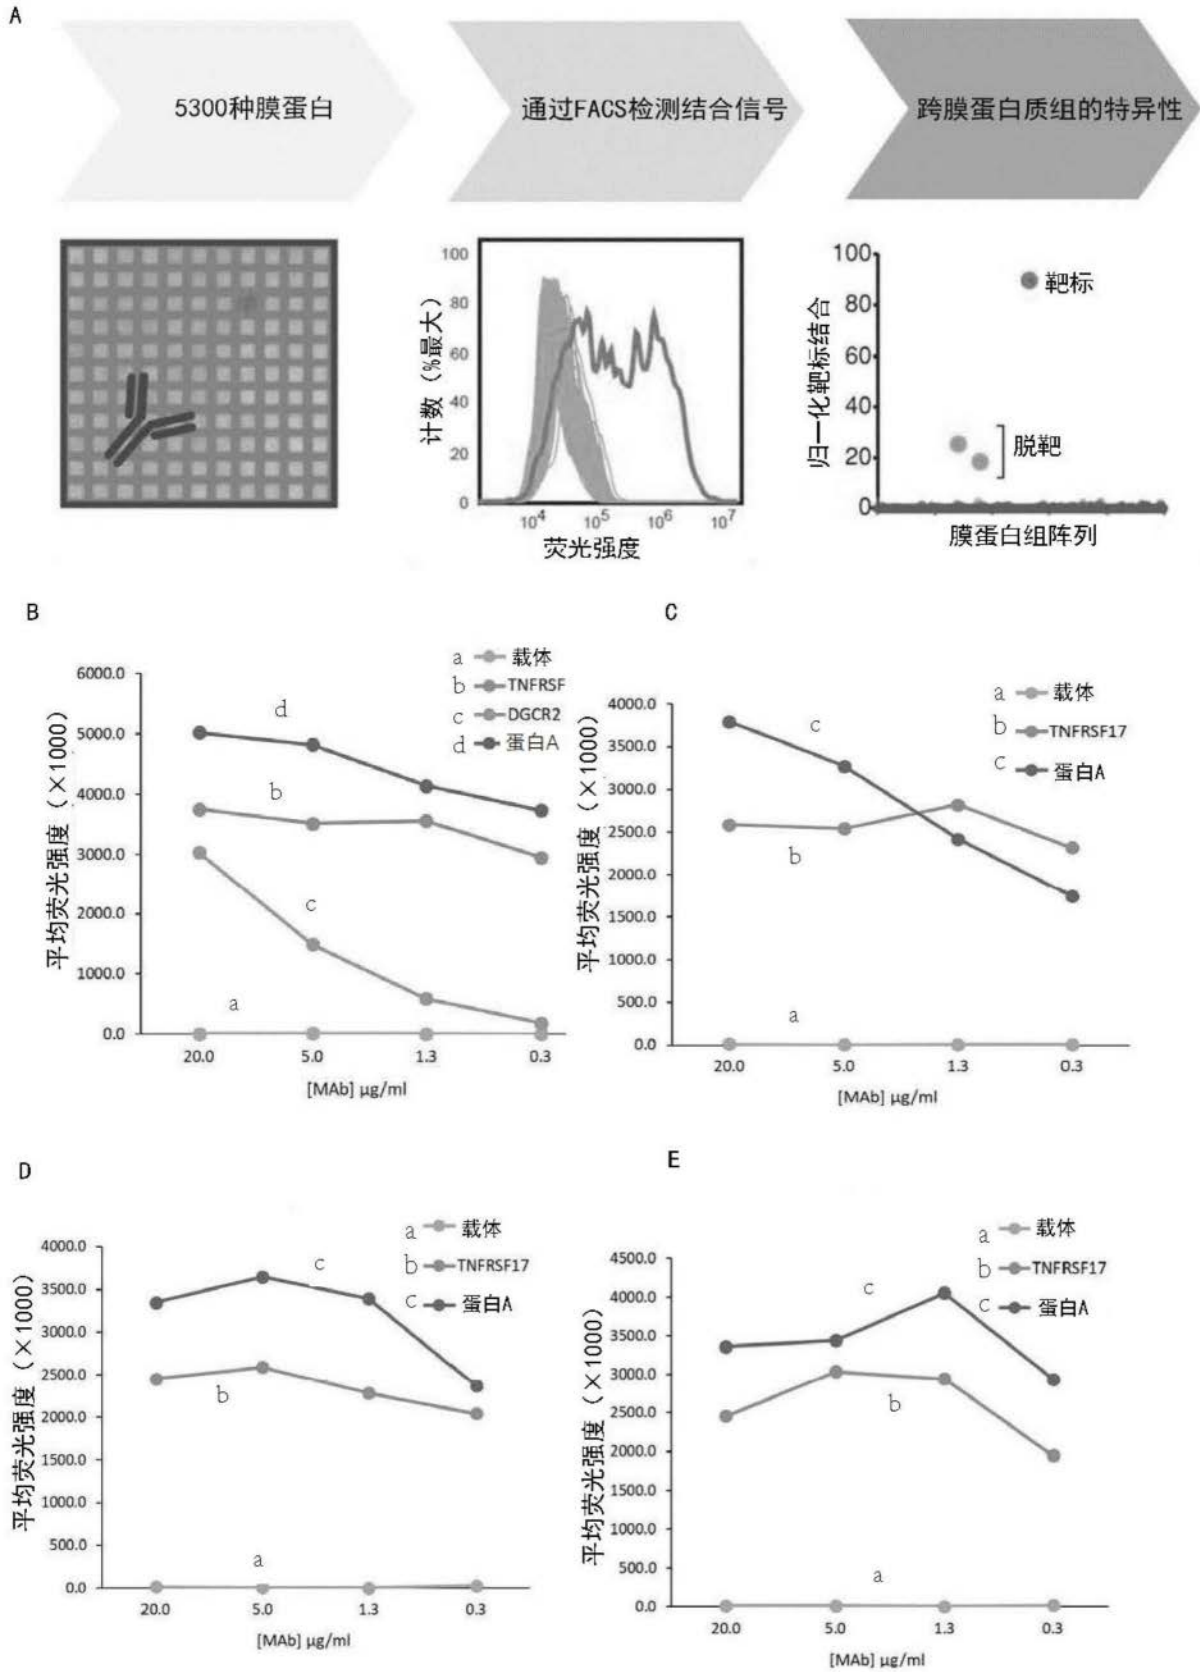 A
5300种膜蛋白
通过FACS检测结合信号
跨膜蛋白质组的特异性
计数（%最大）
100
80
60
40
20
0
10^4 10^5 10^6 10^7
荧光强度
归一化靶标结合
100
80
60
40
20
0
靶标
脱靶
膜蛋白组阵列
B
a 载体
b TNFRSF
c DGCR2
d 蛋白A
平均荧光强度（×1000）
6000.0
5000.0
4000.0
3000.0
2000.0
1000.0
0.0
d
b
c
a
20.0 5.0 1.3 0.3
[MAb] μg/ml
C
a 载体
b TNFRSF17
c 蛋白A
平均荧光强度（×1000）
4000.0
3500.0
3000.0
2500.0
2000.0
1500.0
1000.0
500.0
0.0
c
b
a
20.0 5.0 1.3 0.3
[MAb] μg/ml
D
a 载体
b TNFRSF17
c 蛋白A
平均荧光强度（×1000）
4000.0
3500.0
3000.0
2500.0
2000.0
1500.0
1000.0
500.0
0.0
c
b
a
20.0 5.0 1.3 0.3
[MAb] μg/ml
E
a 载体
b TNFRSF17
c 蛋白A
平均荧光强度（×1000）
4500.0
4000.0
3500.0
3000.0
2500.0
2000.0
1500.0
1000.0
500.0
0.0
c
b
a
20.0 5.0 1.3 0.3
[MAb] μg/ml